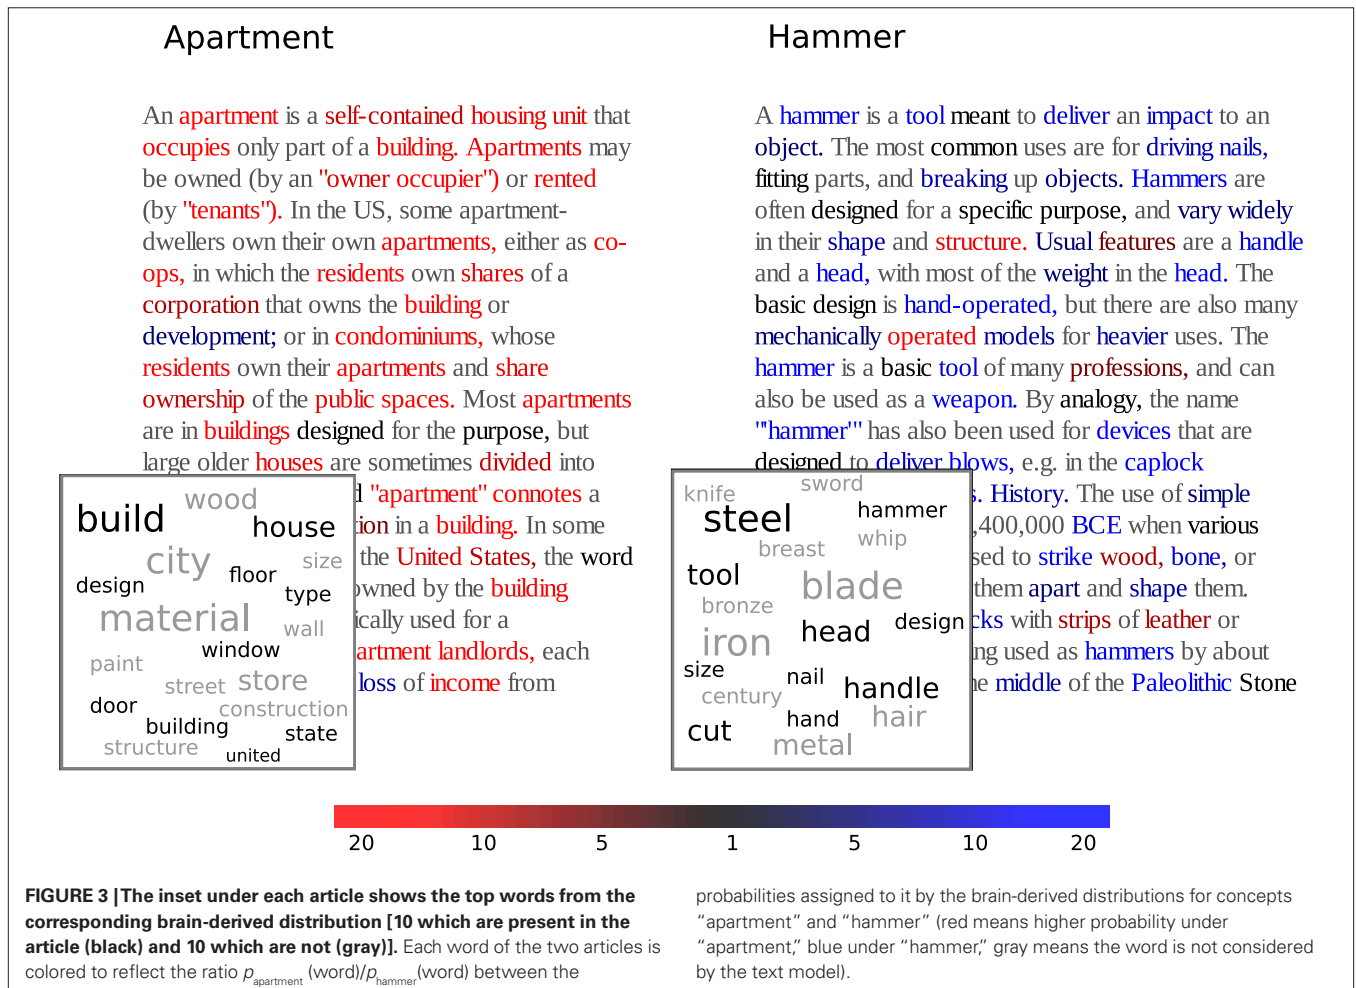 Apartment
An apartment is a self-contained housing unit that
occupies only part of a building. Apartments may
be owned (by an "owner occupier") or rented
(by "tenants"). In the US, some apartment-
dwellers own their own apartments, either as co-
ops, in which the residents own shares of a
corporation that owns the building or
development; or in condominiums, whose
residents own their apartments and share
ownership of the public spaces. Most apartments
are in buildings designed for the purpose, but
large older houses are sometimes divided into
"apartment" connotes a
in a building. In some
the United States, the word
owned by the building
used for a
landlords, each
loss of income from
wood
build
house
city
size
floor
design
type
material
wall
window
paint
street store
door
construction
building
state
structure
united
Hammer
A hammer is a tool meant to deliver an impact to an
object. The most common uses are for driving nails,
fitting parts, and breaking up objects. Hammers are
often designed for a specific purpose, and vary widely
in their shape and structure. Usual features are a handle
and a head, with most of the weight in the head. The
basic design is hand-operated, but there are also many
mechanically operated models for heavier uses. The
hammer is a basic tool of many professions, and can
also be used as a weapon. By analogy, the name
"'hammer'" has also been used for devices that are
designed to deliver blows, e.g. in the caplock
s. History. The use of simple
,400,000 BCE when various
sed to strike wood, bone, or
them apart and shape them.
cks with strips of leather or
ng used as hammers by about
middle of the Paleolithic Stone
sword
knife
steel
hammer
whip
breast
tool
blade
bronze
design
head
iron
size
nail
handle
century
hand
hair
cut
metal
20 10 5 1 5 10 20
FIGURE 3 | The inset under each article shows the top words from the
corresponding brain-derived distribution [10 which are present in the
article (black) and 10 which are not (gray)]. Each word of the two articles is
colored to reflect the ratio p apartment (word)/p hammer (word) between the
probabilities assigned to it by the brain-derived distributions for concepts
“apartment” and “hammer” (red means higher probability under
“apartment,” blue under “hammer,” gray means the word is not considered
by the text model).